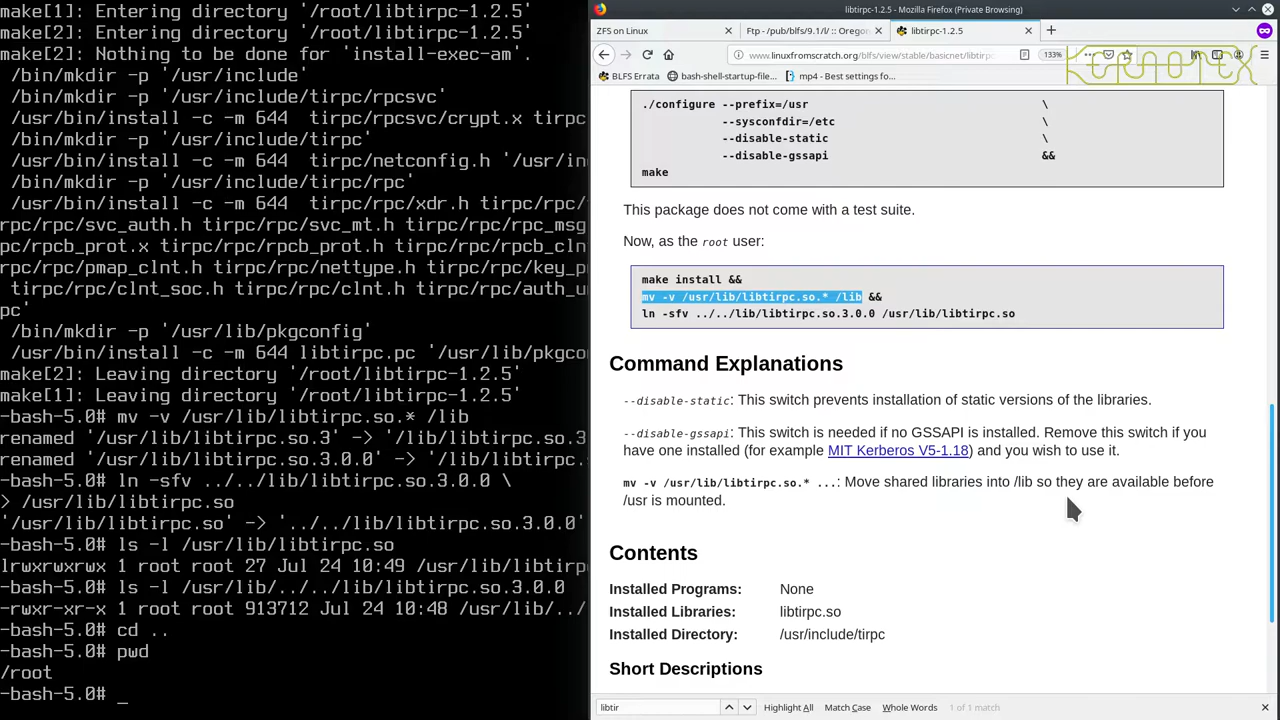 make[1]: Entering directory '/root/libtirpc-1.2.5'
make[2]: Entering directory '/root/libtirpc-1.2.5'
make[2]: Nothing to be done for 'install-exec-am'.
/bin/mkdir -p '/usr/include'
/bin/mkdir -p '/usr/include/tirpc/rpcsvc'
/usr/bin/install -c -m 644  tirpc/rpcsvc/crypt.x tirpc
/bin/mkdir -p '/usr/include/tirpc'
/usr/bin/install -c -m 644  tirpc/netconfig.h '/usr/in
/bin/mkdir -p '/usr/include/tirpc/rpc'
/usr/bin/install -c -m 644  tirpc/rpc/xdr.h tirpc/rpc/
rpc/svc_auth.h tirpc/rpc/svc_mt.h tirpc/rpc/rpc_msg
pc/rpcb_prot.x tirpc/rpc/rpcb_prot.h tirpc/rpc/rpcb_cln
rpc/rpc/pmap_clnt.h tirpc/rpc/nettype.h tirpc/rpc/key_p
tirpc/rpc/clnt_soc.h tirpc/rpc/clnt.h tirpc/rpc/auth_u
pc'
/bin/mkdir -p '/usr/lib/pkgconfig'
/usr/bin/install -c -m 644 libtirpc.pc '/usr/lib/pkgco
make[2]: Leaving directory '/root/libtirpc-1.2.5'
make[1]: Leaving directory '/root/libtirpc-1.2.5'
-bash-5.0# mv -v /usr/lib/libtirpc.so.* /lib
renamed '/usr/lib/libtirpc.so.3' -> '/lib/libtirpc.so.3
renamed '/usr/lib/libtirpc.so.3.0.0' -> '/lib/libtirpc.
-bash-5.0# ln -sfv ../../lib/libtirpc.so.3.0.0 \
> /usr/lib/libtirpc.so
'/usr/lib/libtirpc.so' -> '../../lib/libtirpc.so.3.0.0'
-bash-5.0# ls -l /usr/lib/libtirpc.so
lrwxrwxrwx 1 root root 27 Jul 24 10:49 /usr/lib/libtirp
-bash-5.0# ls -l /usr/lib/../../lib/libtirpc.so.3.0.0
-rwxr-xr-x 1 root root 913712 Jul 24 10:48 /usr/lib/../
-bash-5.0# cd ..
-bash-5.0# pwd
/root
-bash-5.0# _
libtirpc-1.2.5 - Mozilla Firefox (Private Browsing)
ZFS on Linux
Ftp - /pub/blfs/9.1/l/ :: Orego
libtirpc-1.2.5
www.linuxfromscratch.org/blfs/view/stable/basicnet/libtirp
133%
BLFS Errata
bash-shell-startup-file...
mp4 - Best settings fo...
./configure --prefix=/usr \
--sysconfdir=/etc \
--disable-static \
--disable-gssapi &&
make
This package does not come with a test suite.
Now, as the root user:
make install &&
mv -v /usr/lib/libtirpc.so.* /lib &&
ln -sfv ../../lib/libtirpc.so.3.0.0 /usr/lib/libtirpc.so
Command Explanations
--disable-static: This switch prevents installation of static versions of the libraries.
--disable-gssapi: This switch is needed if no GSSAPI is installed. Remove this switch if you
have one installed (for example MIT Kerberos V5-1.18) and you wish to use it.
mv -v /usr/lib/libtirpc.so.* ...: Move shared libraries into /lib so they are available before
/usr is mounted.
Contents
Installed Programs: None
Installed Libraries: libtirpc.so
Installed Directory: /usr/include/tirpc
Short Descriptions
libtir
Highlight All
Match Case
Whole Words
1 of 1 match